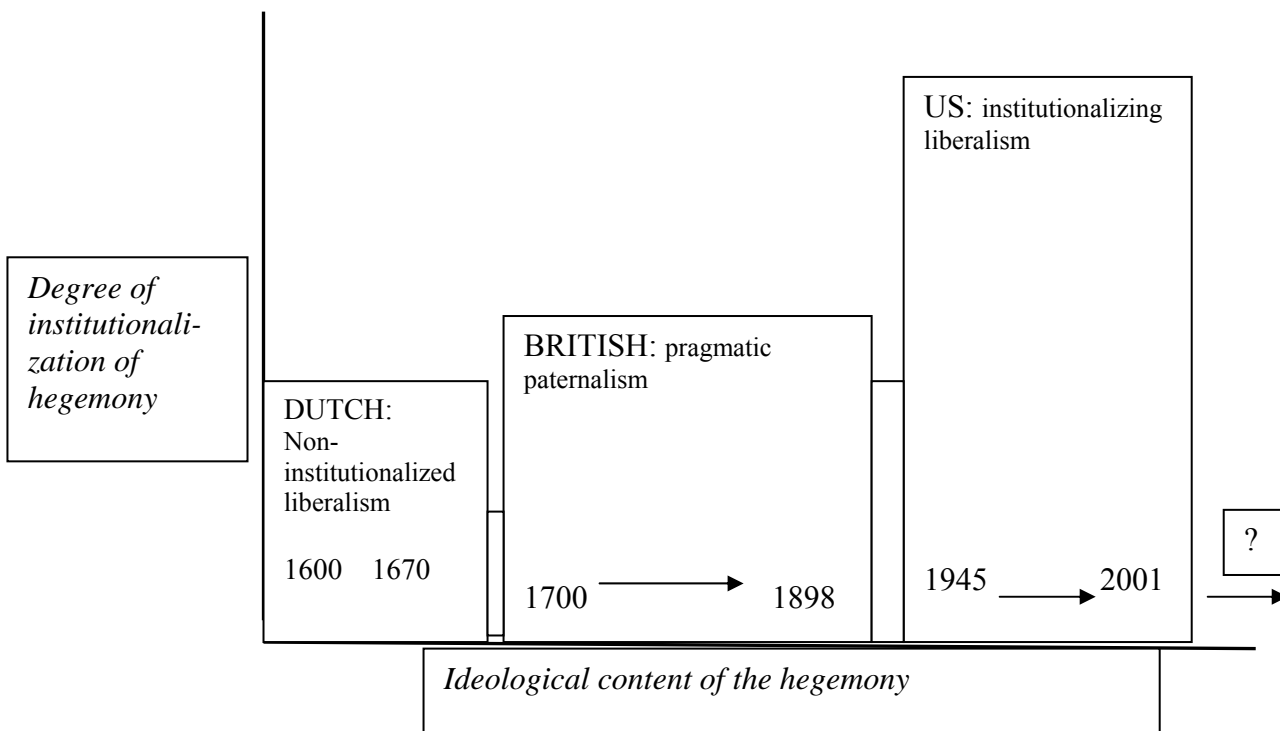 Degree of
institutionali-
zation of
hegemony
DUTCH:
Non-
institutionalized
liberalism
1600 1670
BRITISH: pragmatic
paternalism
1700 1898
US: institutionalizing
liberalism
1945 2001
?
Ideological content of the hegemony